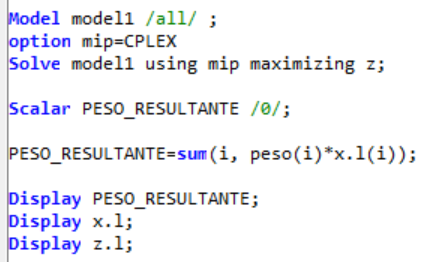 Model model1 /all/ ;
option mip=CPLEX
Solve model1 using mip maximizing z;
Scalar PESO_RESULTANTE /0/;
PESO_RESULTANTE=sum(i, peso(i)*x.l(i));
Display PESO_RESULTANTE;
Display x.l;
Display z.l;